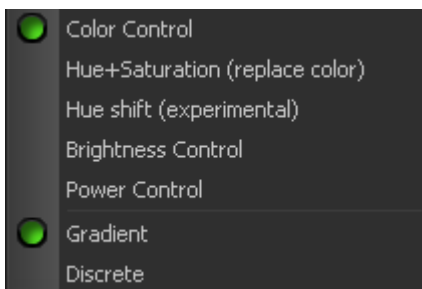 Color Control
Hue+Saturation (replace color)
Hue shift (experimental)
Brightness Control
Power Control
Gradient
Discrete